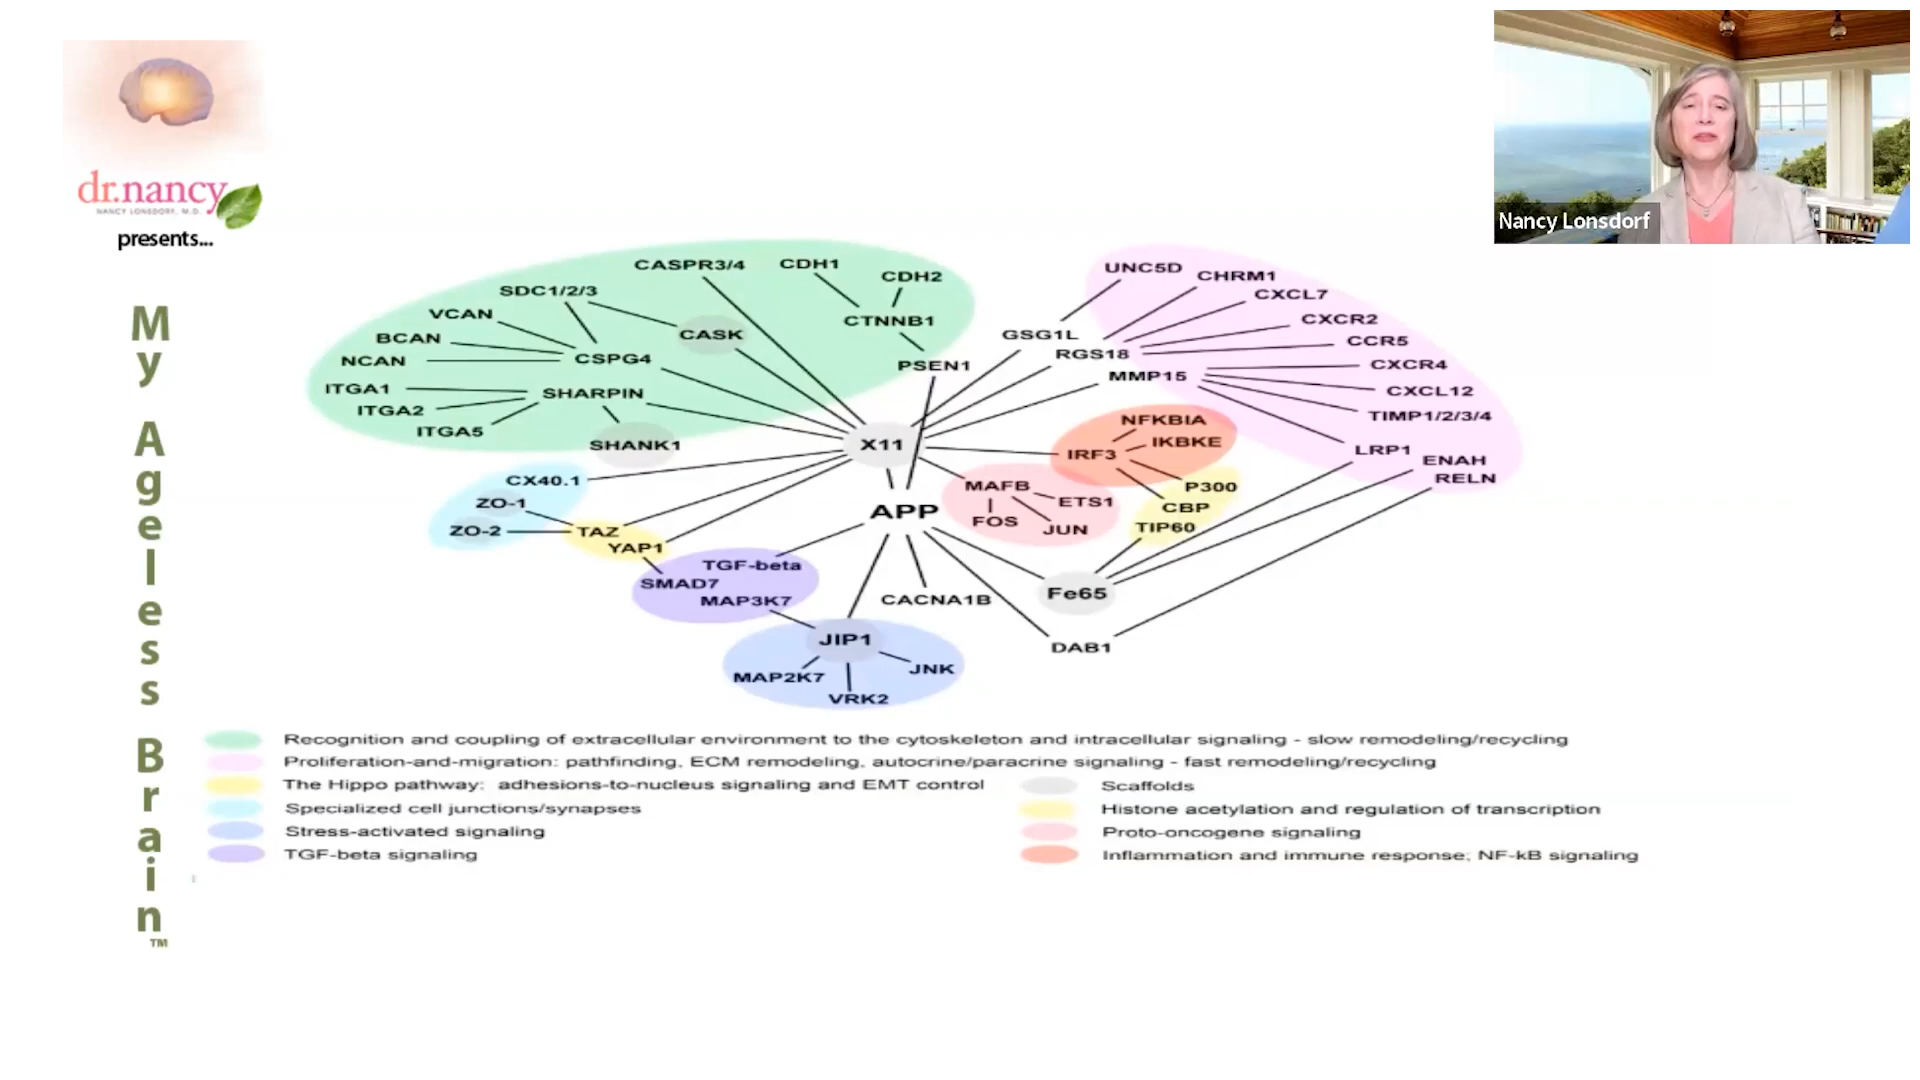 dr.nancy
NANCY LONSDORF, M.D.
presents...
My Ageless Brain™
Nancy Lonsdorf
CASPR3/4
CDH1
CDH2
SDC1/2/3
VCAN
CASK
CTNNB1
BCAN
NCAN
CSPG4
PSEN1
ITGA1
SHARPIN
ITGA2
ITGA5
SHANK1
X11
UNC5D
CHRM1
CXCL7
GSG1L
CXCR2
RGS18
CCR5
MMP15
CXCR4
CXCL12
TIMP1/2/3/4
NFKBIA
IKBKE
IRF3
LRP1
ENAH
RELN
CX40.1
ZO-1
ZO-2
TAZ
YAP1
APP
MAFB
ETS1
FOS
JUN
P300
CBP
TIP60
TGF-beta
SMAD7
MAP3K7
CACNA1B
Fe65
JIP1
DAB1
MAP2K7
JNK
VRK2
Recognition and coupling of extracellular environment to the cytoskeleton and intracellular signaling - slow remodeling/recycling
Proliferation-and-migration: pathfinding, ECM remodeling, autocrine/paracrine signaling - fast remodeling/recycling
The Hippo pathway: adhesions-to-nucleus signaling and EMT control
Specialized cell junctions/synapses
Stress-activated signaling
TGF-beta signaling
Scaffolds
Histone acetylation and regulation of transcription
Proto-oncogene signaling
Inflammation and immune response; NF-kB signaling